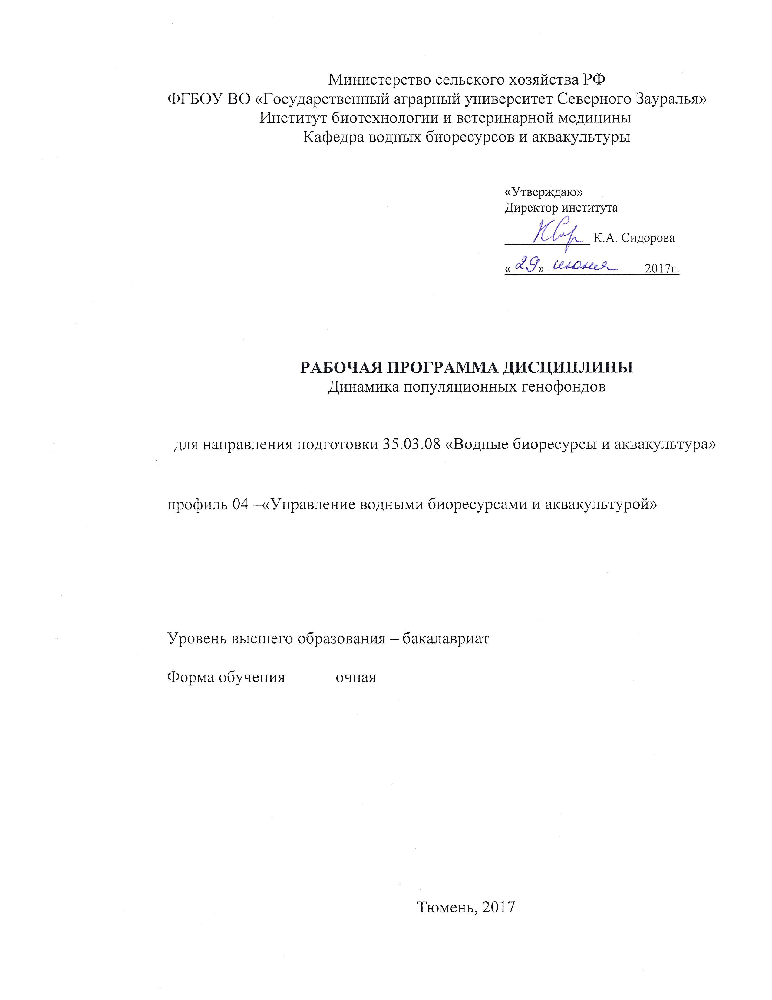 Министерство сельского хозяйства РФ
ФГБОУ ВО «Государственный аграрный университет Северного Зауралья»
Институт биотехнологии и ветеринарной медицины
Кафедра водных биоресурсов и аквакультуры
«Утверждаю»
Директор института
К.А. Сидорова
«29» июня 2017г.
РАБОЧАЯ ПРОГРАММА ДИСЦИПЛИНЫ
Динамика популяционных генофондов
для направления подготовки 35.03.08 «Водные биоресурсы и аквакультура»
профиль 04 –«Управление водными биоресурсами и аквакультурой»
Уровень высшего образования – бакалавриат
Форма обучения очная
Тюмень, 2017